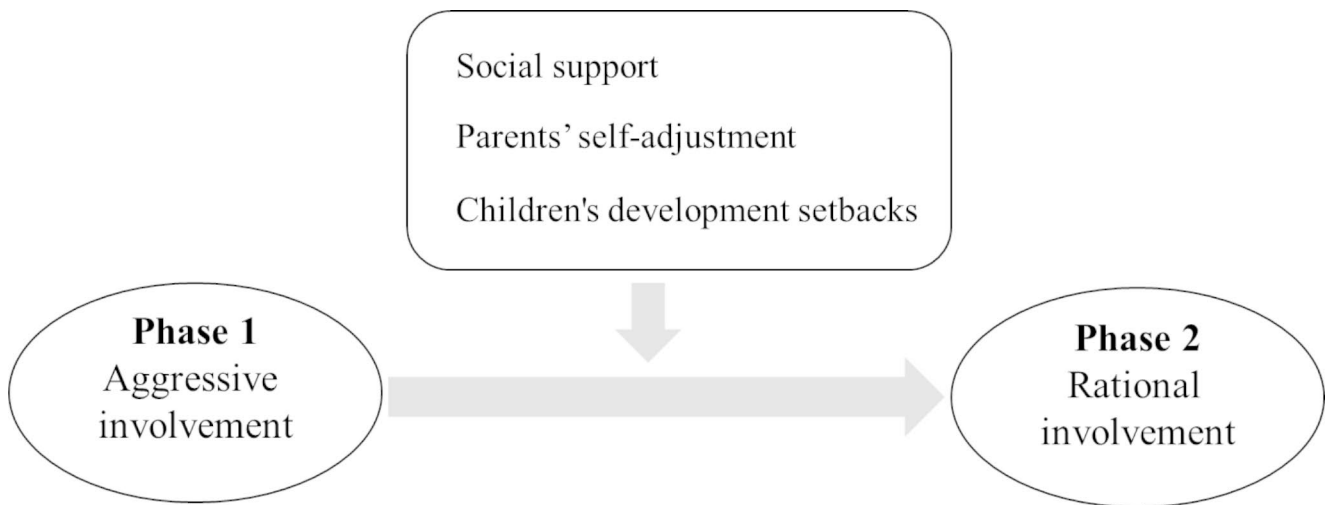 Social support
Parents’ self-adjustment
Children's development setbacks
Phase 1
Aggressive
involvement
Phase 2
Rational
involvement